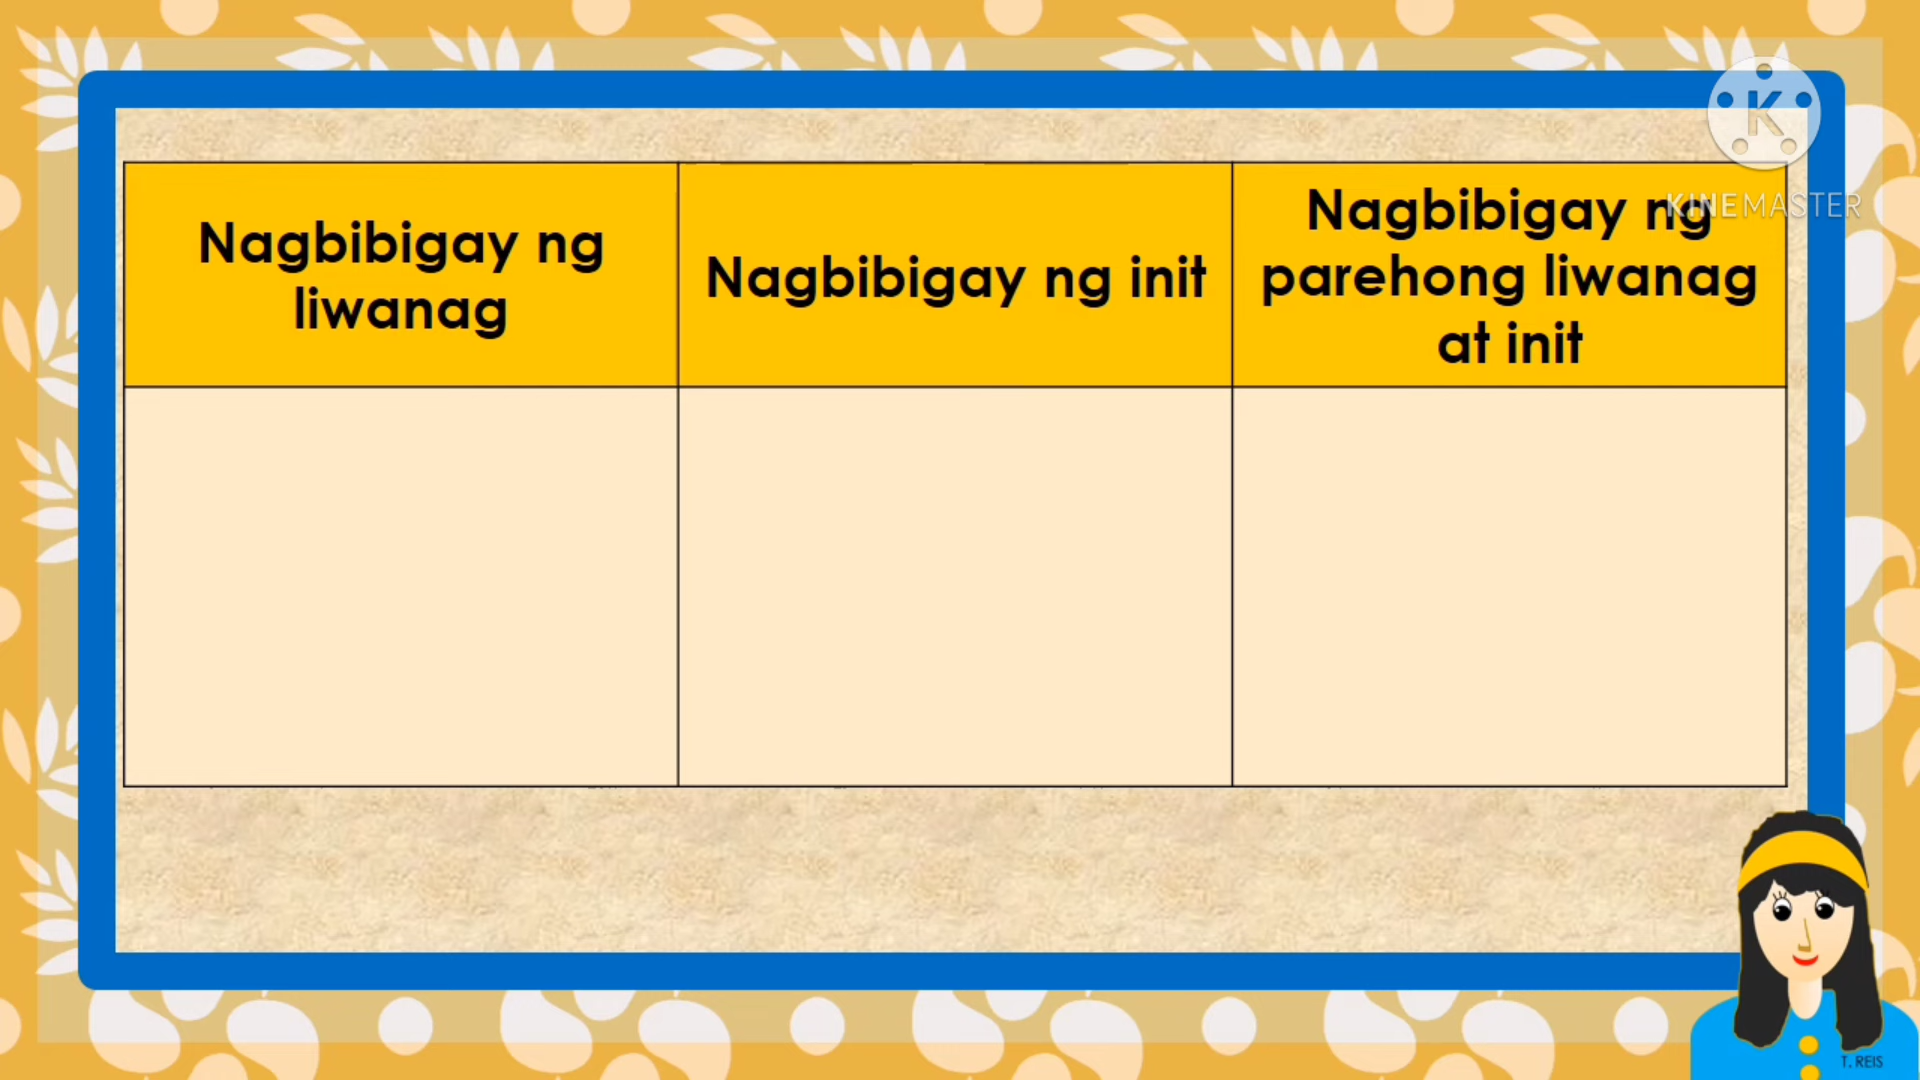 Nagbibigay ng
liwanag
Nagbibigay ng init
Nagbibigay ng
parehong liwanag
at init
K
KINEMASTER
T. REIS